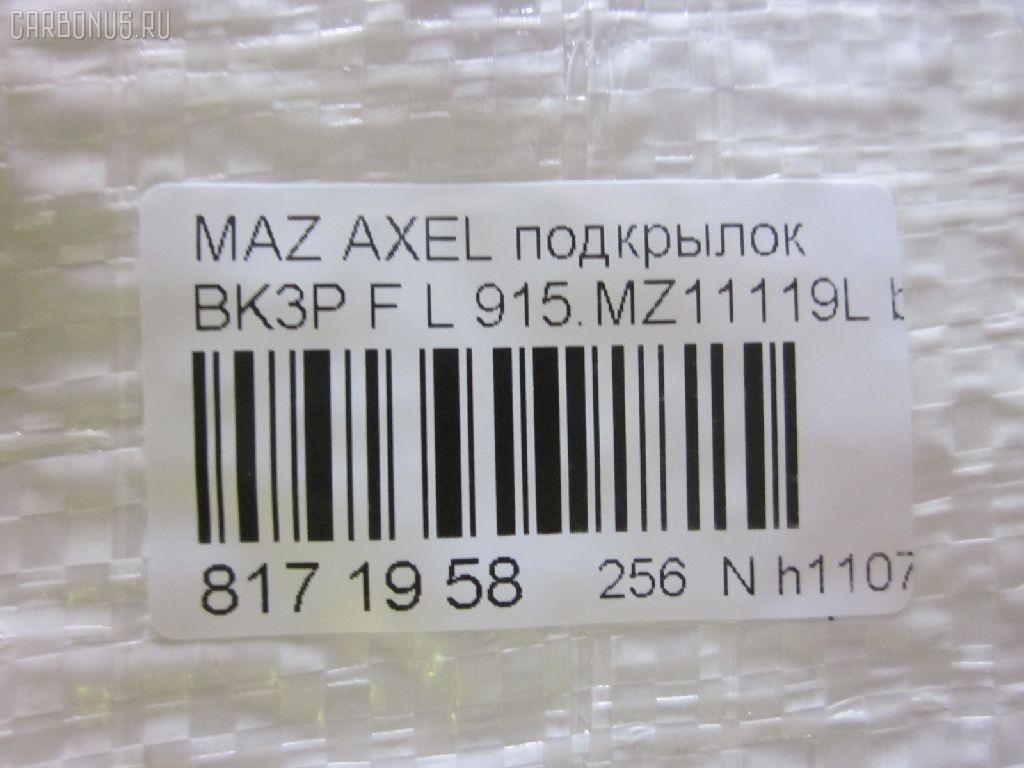 CARBONUS.RU
MAZ AXEL подкрылок
BK3P F L 915.MZ11119L
817 19 58 256 N h1107